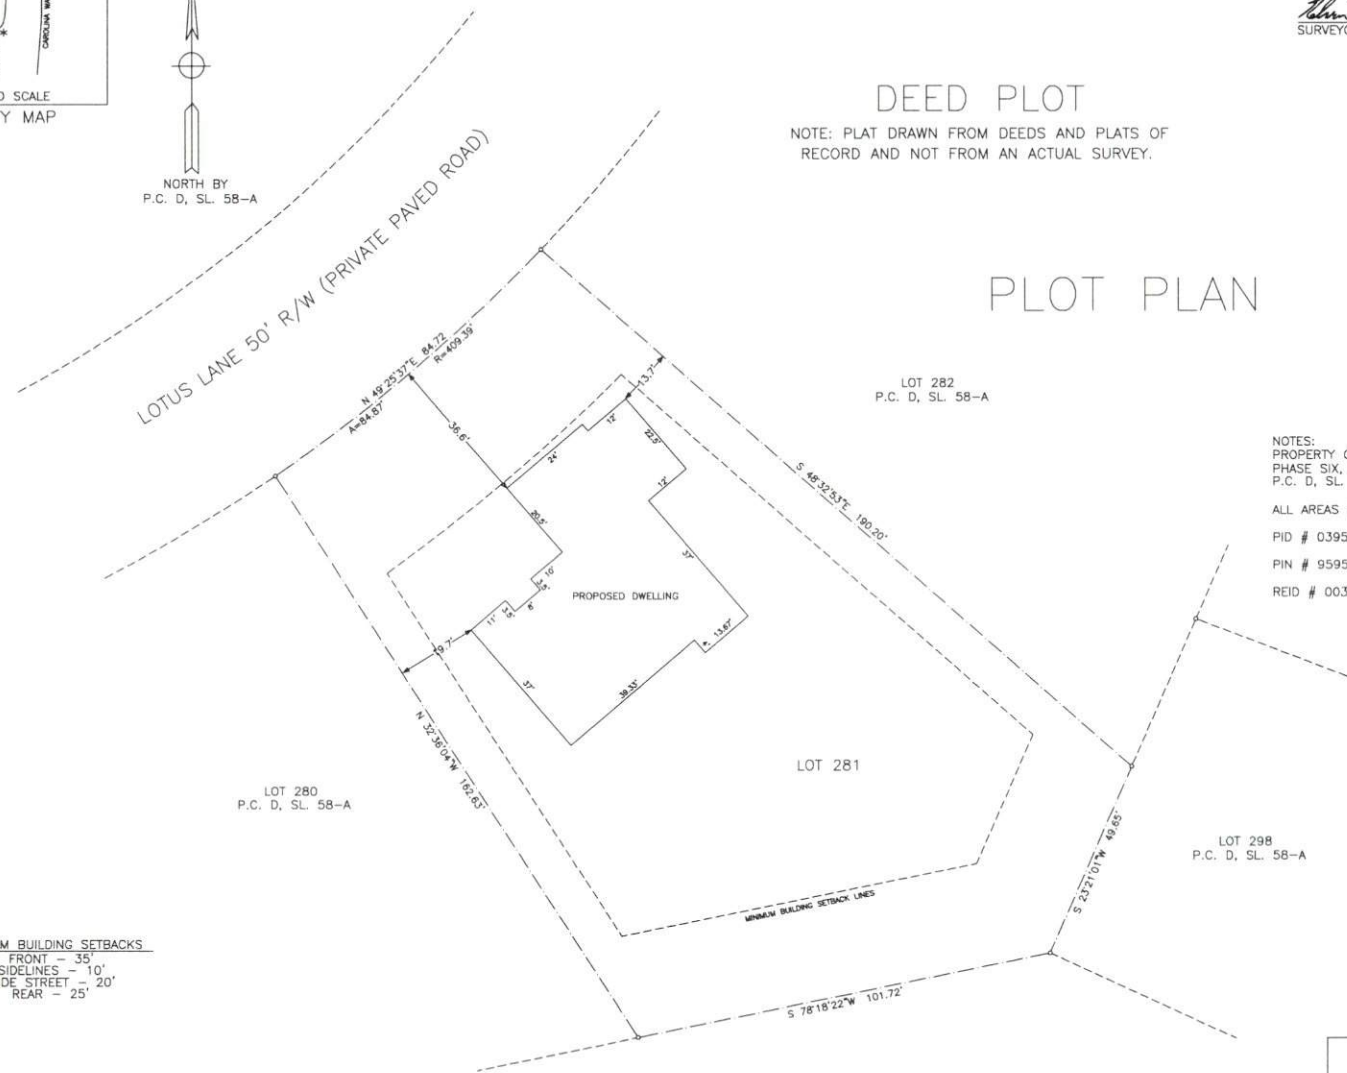 CAROLINA WA
O SCALE
Y MAP
NORTH BY
P.C. D, SL. 58-A
SURVEYO
DEED PLOT
NOTE: PLAT DRAWN FROM DEEDS AND PLATS OF
RECORD AND NOT FROM AN ACTUAL SURVEY.
PLOT PLAN
LOTUS LANE 50' R/W (PRIVATE PAVED ROAD)
N 49°25'37"E 84.72
R=409.39'
A=84.87'
36.6'
13.7'
12'
24'
22.5'
12'
20.5'
37'
10'
3.5'
8'
3.5'
11'
PROPOSED DWELLING
19.7'
37'
39.33'
13.67'
LOT 282
P.C. D, SL. 58-A
S 48°32'53"E 190.20'
NOTES:
PROPERTY
PHASE SIX,
P.C. D, SL.
ALL AREAS
PID # 0395
PIN # 9595
REID # 003
N 32°36'04"W 162.63'
LOT 281
LOT 280
P.C. D, SL. 58-A
LOT 298
P.C. D, SL. 58-A
S 23°21'01"W 49.65'
MINIMUM BUILDING SETBACK LINES
S 78°18'22"W 101.72'
M BUILDING SETBACKS
FRONT - 35'
SIDELINES - 10'
DE STREET - 20'
REAR - 25'